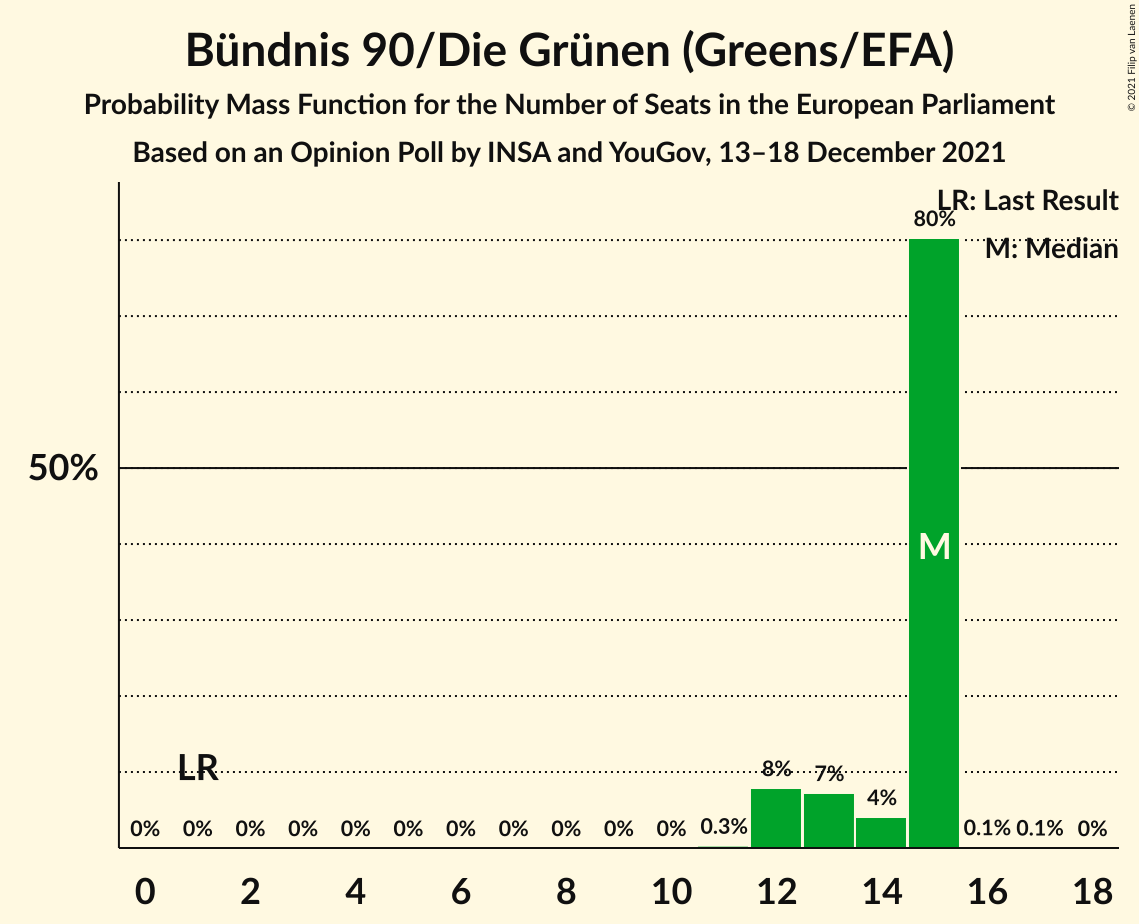 Bündnis 90/Die Grünen (Greens/EFA)
Probability Mass Function for the Number of Seats in the European Parliament
Based on an Opinion Poll by INSA and YouGov, 13–18 December 2021
© 2021 Filip van Laenen
LR: Last Result
80%
M: Median
50%
M
LR
8% 7%
4%
0% 0% 0% 0% 0% 0% 0% 0% 0% 0% 0% 0.3% 0.1% 0.1% 0%
0 2 4 6 8 10 12 14 16 18